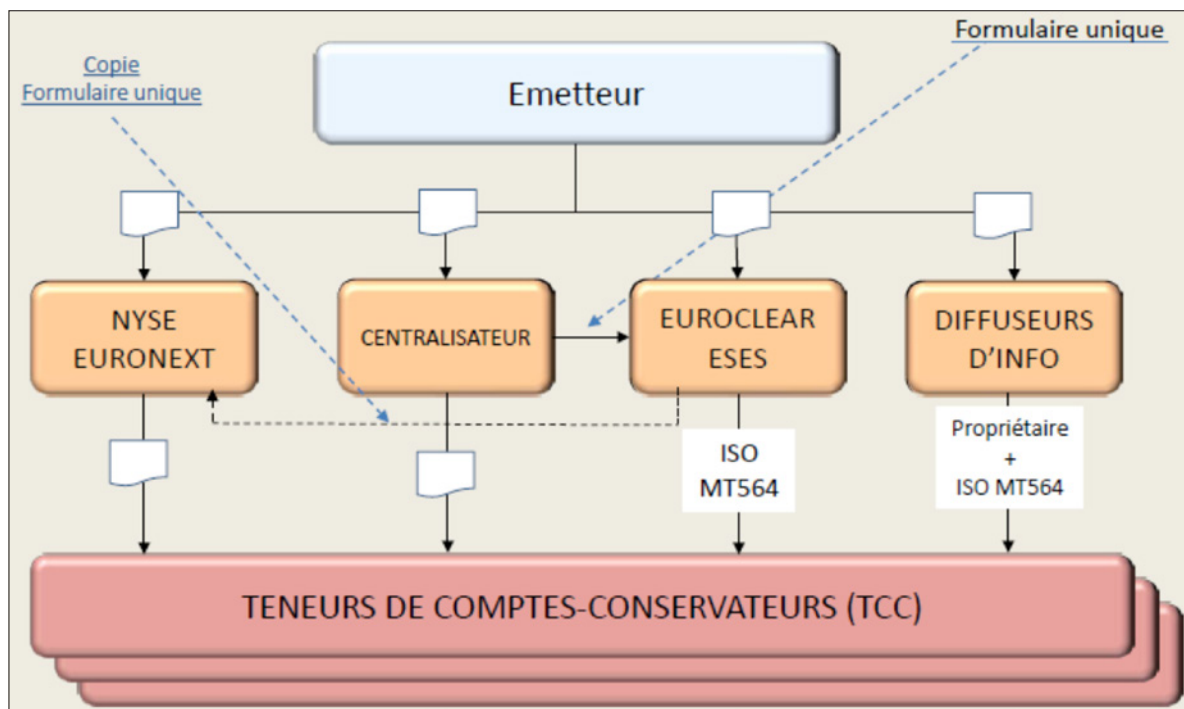 Formulaire unique
Copie
Formulaire unique
Emetteur
NYSE
EURONEXT
CENTRALISATEUR
EUROCLEAR
ESES
DIFFUSEURS
D’INFO
ISO
MT564
Propriétaire
+
ISO MT564
TENEURS DE COMPTES-CONSERVATEURS (TCC)